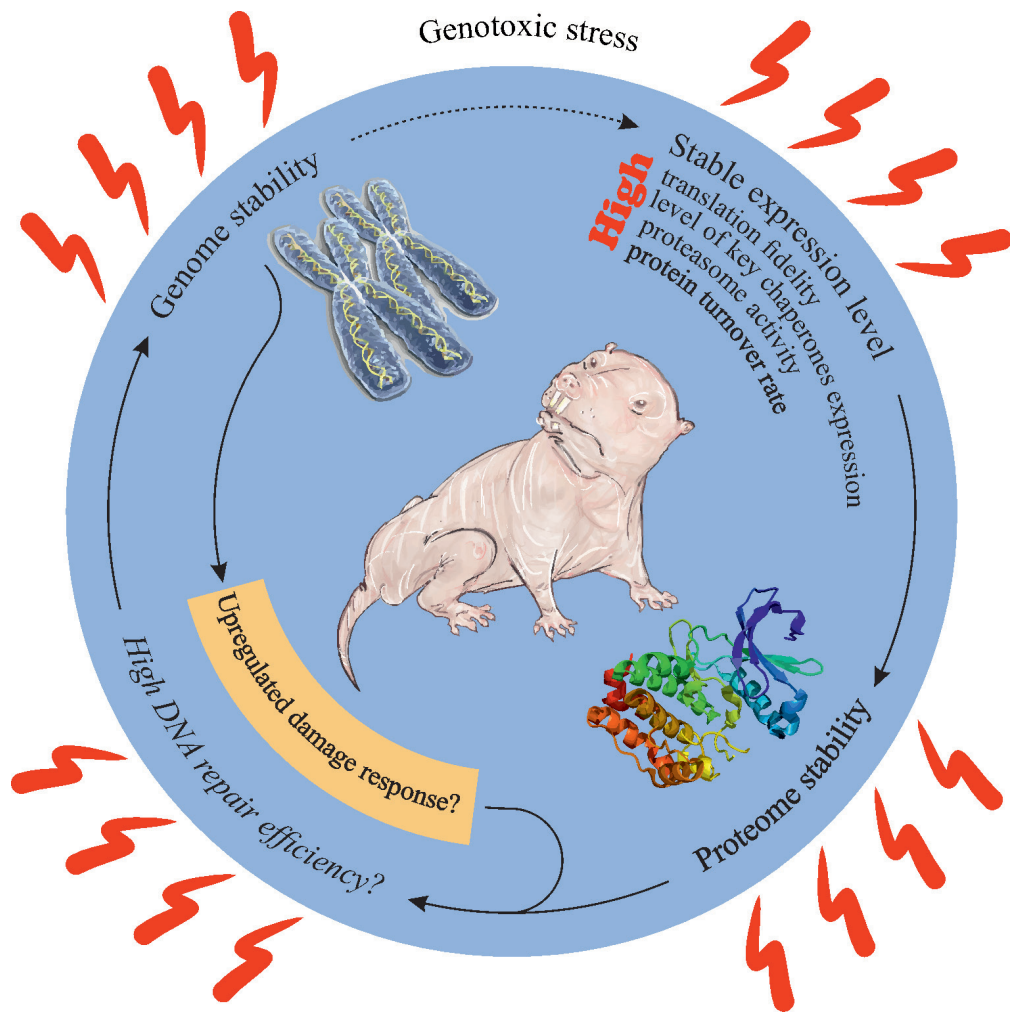 Genotoxic stress
Genome stability
Stable expression level
High
translation fidelity
level of key chaperones expression
proteasome activity
protein turnover rate
Proteome stability
High DNA repair efficiency?
Upregulated damage response?